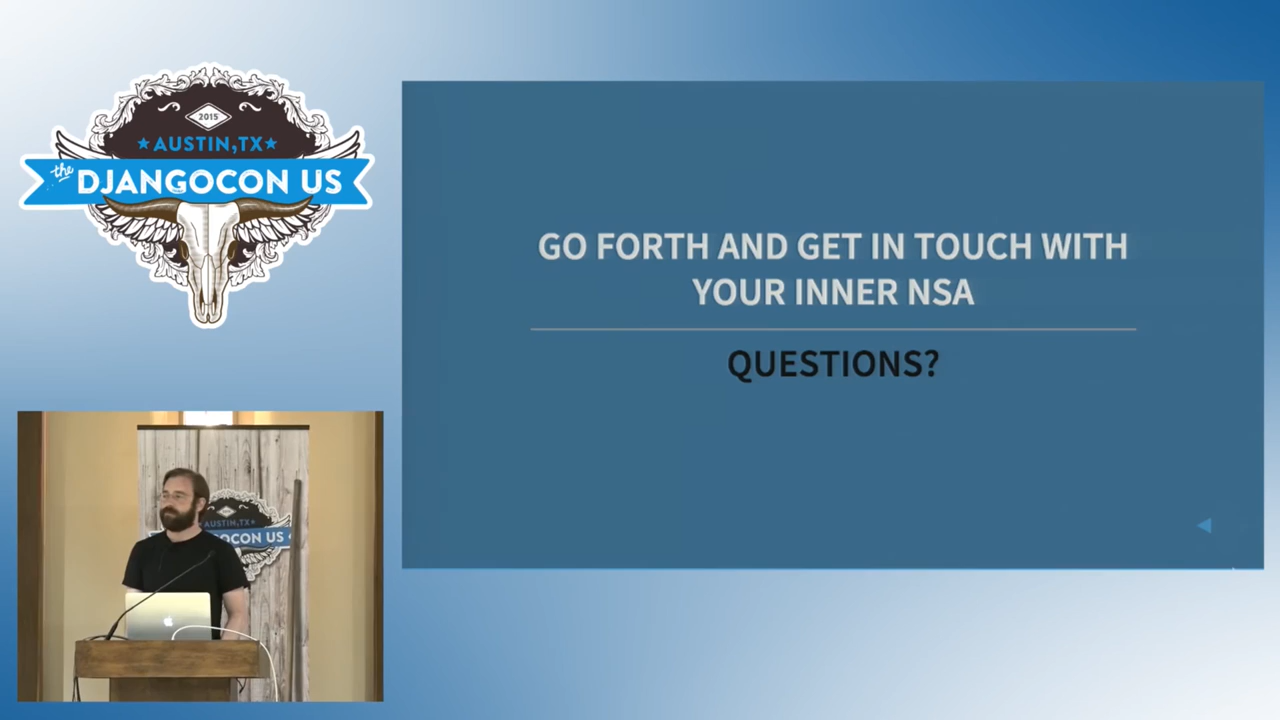 2015
AUSTIN, TX
the DJANGOCON US
GO FORTH AND GET IN TOUCH WITH
YOUR INNER NSA
QUESTIONS?
AUSTIN, TX
OCON US